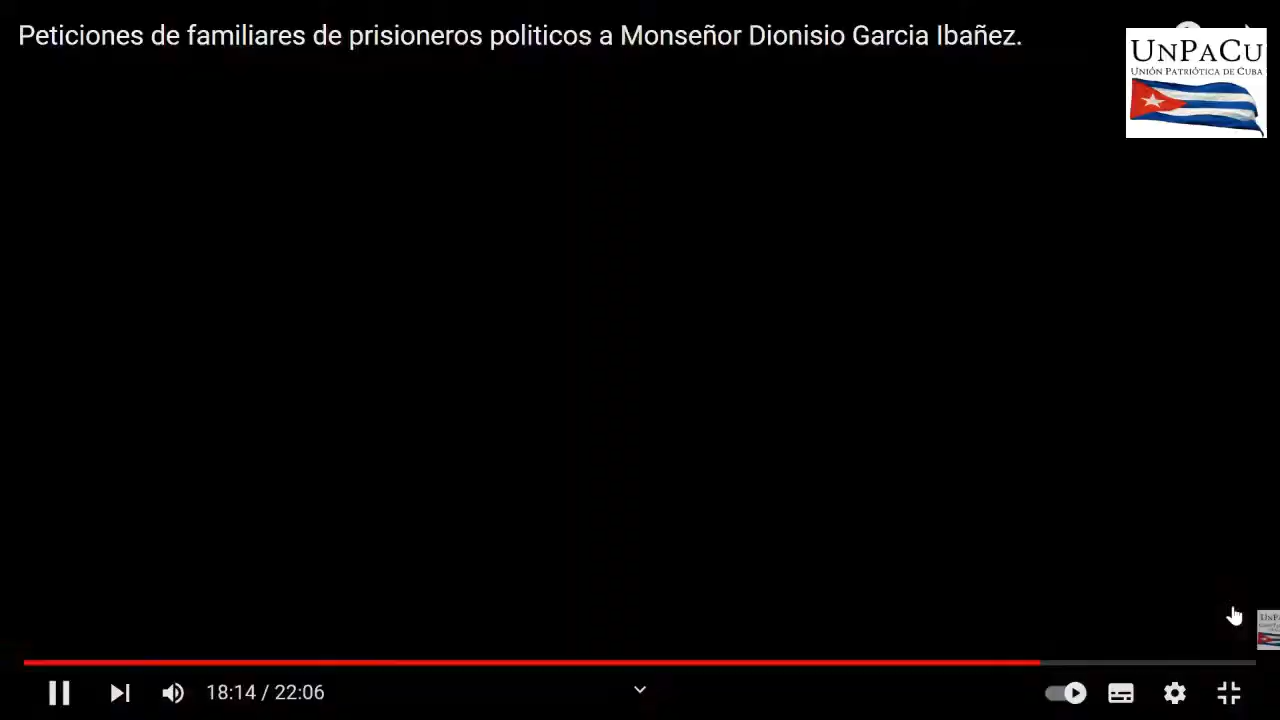 Peticiones de familiares de prisioneros politicos a Monseñor Dionisio Garcia Ibañez.
UNPACU
UNIÓN PATRIÓTICA DE CUBA
18:14 / 22:06